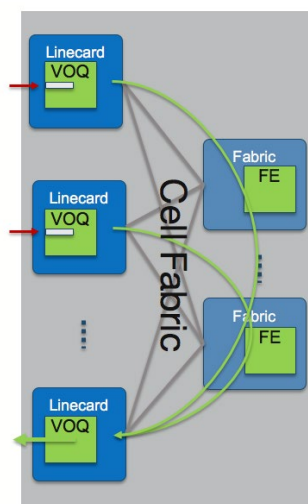 Linecard
VOQ
Fabric
FE
Linecard
VOQ
Cell Fabric
Fabric
FE
Linecard
VOQ